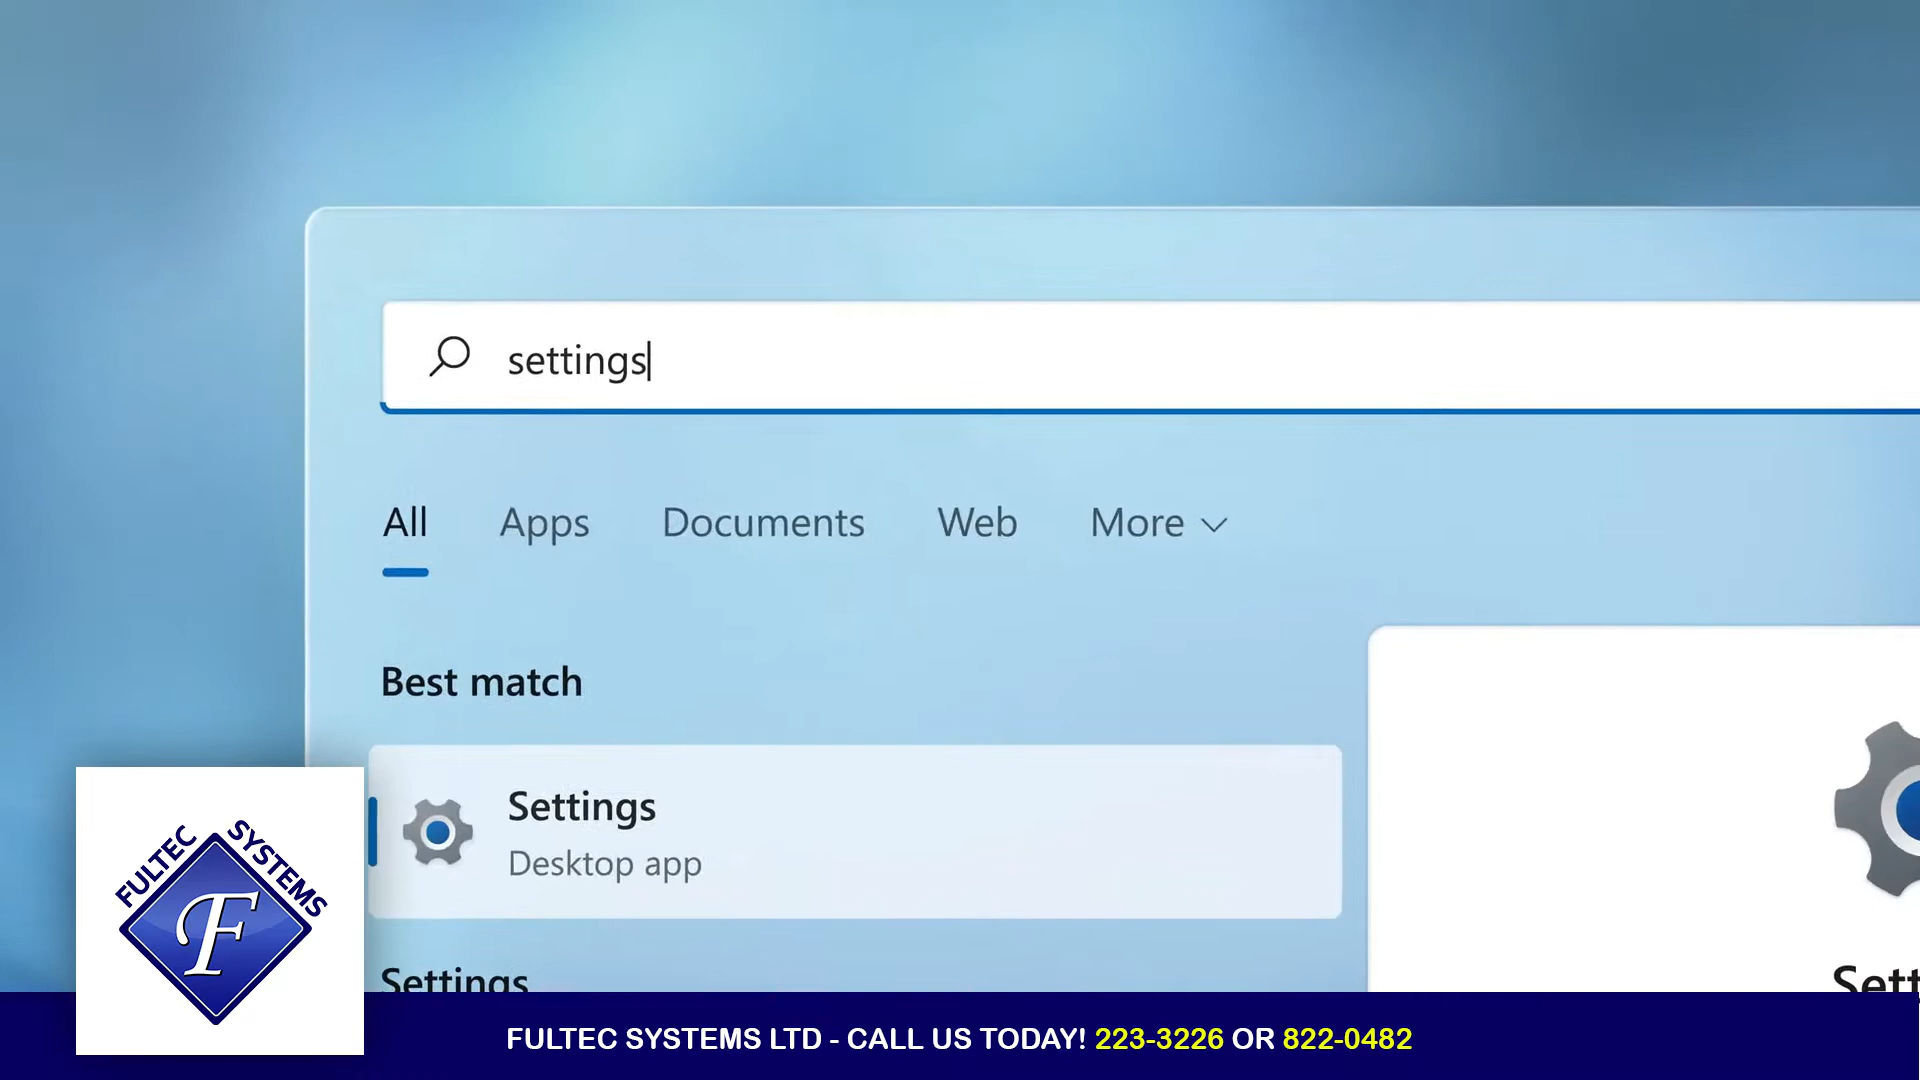 settings
All Apps Documents Web More
Best match
Settings
Desktop app
Settings
Sett
FULTEC SYSTEMS
F
FULTEC SYSTEMS LTD - CALL US TODAY! 223-3226 OR 822-0482